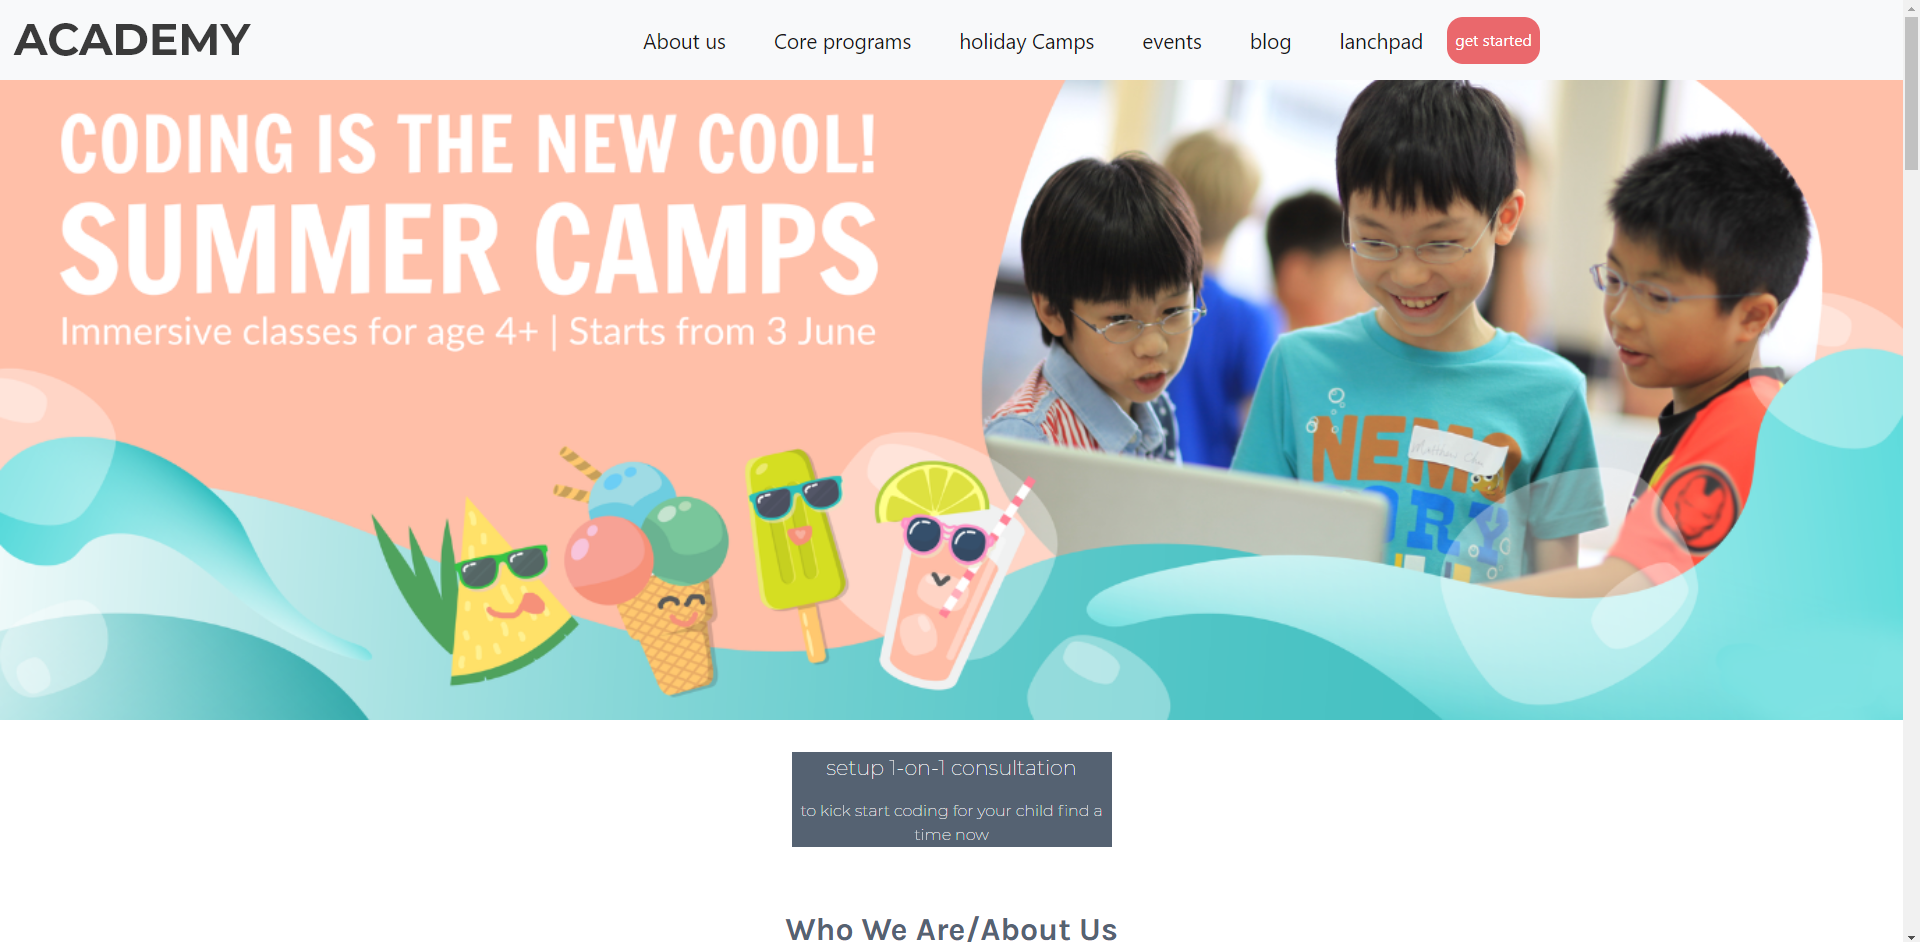 ACADEMY
About us
Core programs
holiday Camps
events
blog
lanchpad
get started
CODING IS THE NEW COOL!
SUMMER CAMPS
Immersive classes for age 4+ | Starts from 3 June
NEMO
ORY
setup 1-on-1 consultation
to kick start coding for your child find a
time now
Who We Are/About Us